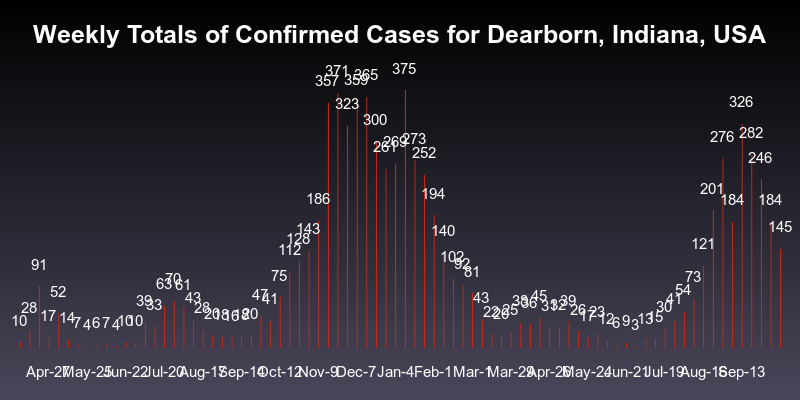 Weekly Totals of Confirmed Cases for Dearborn, Indiana, USA
10 28 91 17 52 14 7 4 6 7 4 10 10 39 33 63 70 61 43 28 20 18 16 18 20 47 41 75 112 128 143 186 357 371 323 359 365 300 261 269 375 273 252 194 140 102 92 81 43 22 20 25 38 36 45 31 32 39 26 17 23 12 6 9 3 13 15 30 41 54 73 121 201 276 184 326 282 246 184 145
Apr-27 May-25 Jun-22 Jul-20 Aug-17 Sep-14 Oct-12 Nov-9 Dec-7 Jan-4 Feb-1 Mar-1 Mar-29 Apr-26 May-24 Jun-21 Jul-19 Aug-16 Sep-13